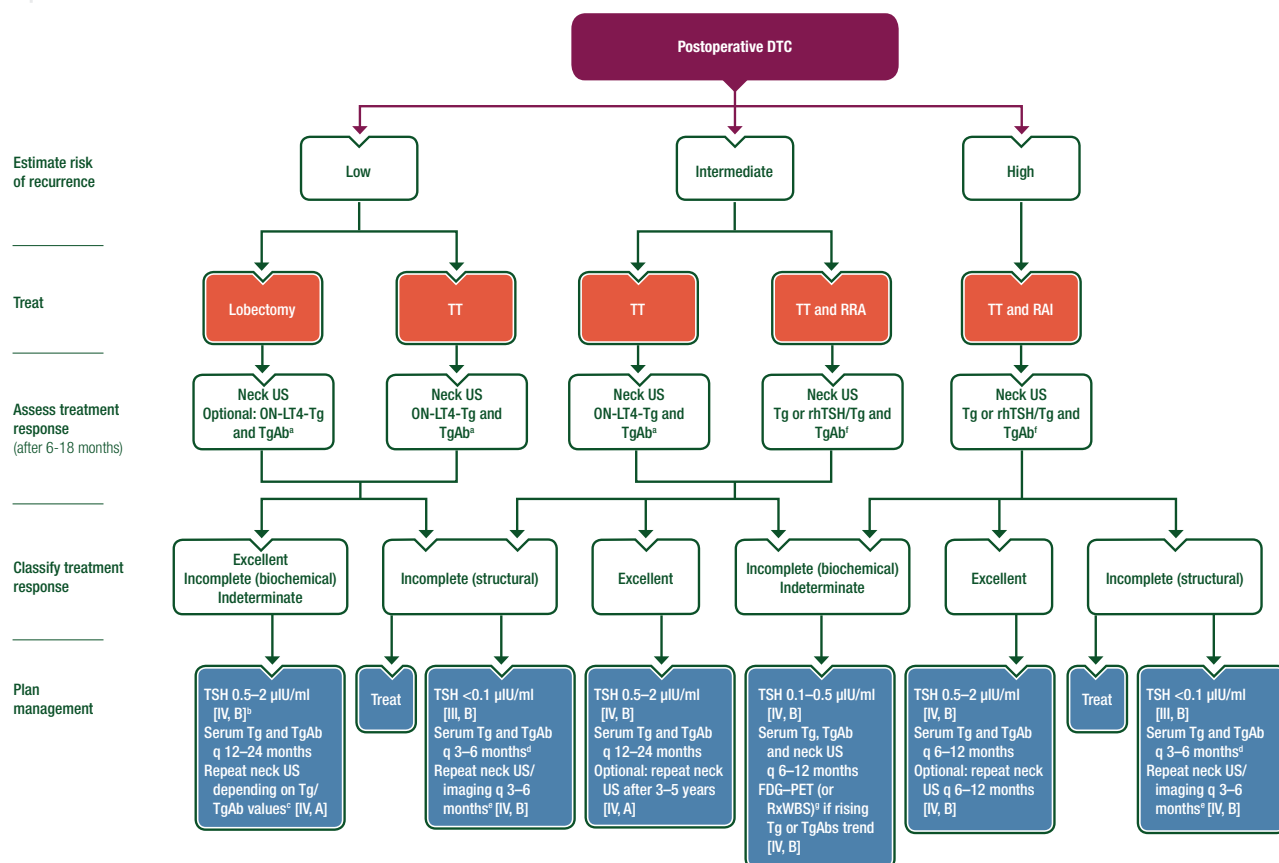 Postoperative DTC
Estimate risk
of recurrence
Low
Intermediate
High
Treat
Lobectomy
TT
TT
TT and RRA
TT and RAI
Assess treatment
response
(after 6-18 months)
Neck US
Optional: ON-LT4-Tg
and TgAbᵃ
Neck US
ON-LT4-Tg and
TgAbᵃ
Neck US
ON-LT4-Tg and
TgAbᵃ
Neck US
Tg or rhTSH/Tg and
TgAbᶠ
Neck US
Tg or rhTSH/Tg and
TgAbᶠ
Classify treatment
response
Excellent
Incomplete (biochemical)
Indeterminate
Incomplete (structural)
Excellent
Incomplete (biochemical)
Indeterminate
Excellent
Incomplete (structural)
Plan
management
TSH 0.5–2 µIU/ml
[IV, B]ᵇ
Serum Tg and TgAb
q 12–24 months
Repeat neck US
depending on Tg/
TgAb valuesᶜ [IV, A]
Treat
TSH <0.1 µIU/ml
[III, B]
Serum Tg and TgAb
q 3–6 monthsᵈ
Repeat neck US/
imaging q 3–6
monthsᵉ [IV, B]
TSH 0.5–2 µIU/ml
[IV, B]
Serum Tg and TgAb
q 12–24 months
Optional: repeat neck
US after 3–5 years
[IV, A]
TSH 0.1–0.5 µIU/ml
[IV, B]
Serum Tg, TgAb
and neck US
q 6–12 months
FDG–PET (or
RxWBS)ᵍ if rising
Tg or TgAbs trend
[IV, B]
TSH 0.5–2 µIU/ml
[IV, B]
Serum Tg and TgAb
q 6–12 months
Optional: repeat neck
US q 6–12 months
[IV, B]
Treat
TSH <0.1 µIU/ml
[III, B]
Serum Tg and TgAb
q 3–6 monthsᵈ
Repeat neck US/
imaging q 3–6
monthsᵉ [IV, B]